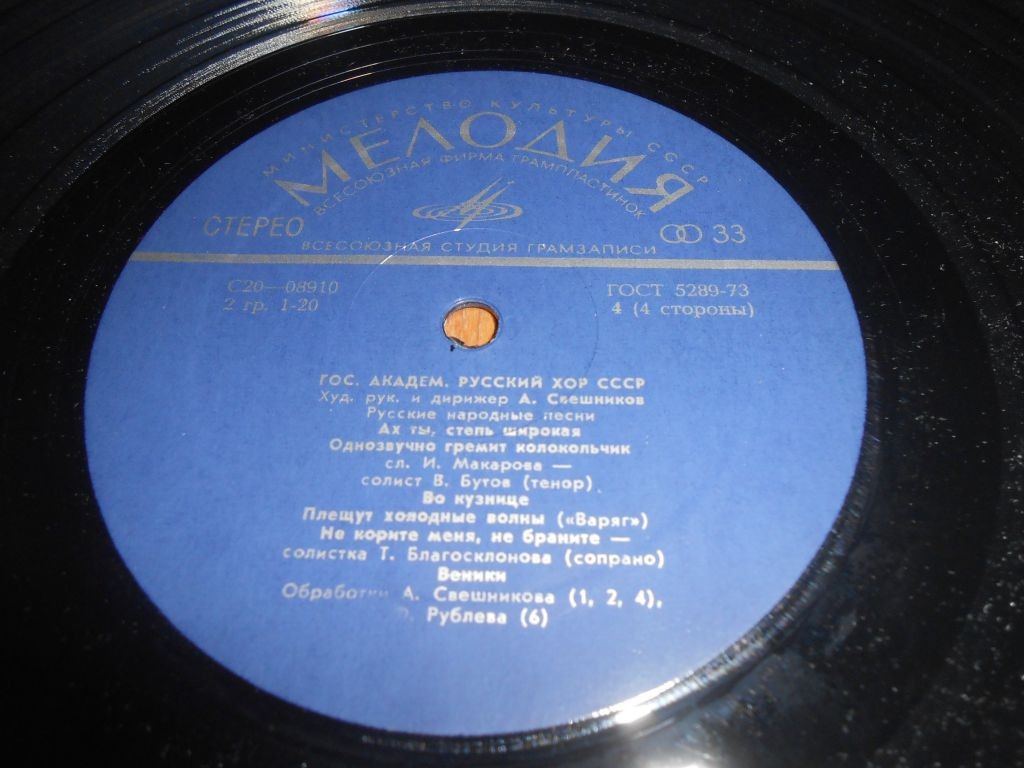 МИНИСТЕРСТВО КУЛЬТУРЫ СССР
МЕЛОДИЯ
ВСЕСОЮЗНАЯ ФИРМА ГРАМПЛАСТИНОК
СТЕРЕО
33
ВСЕСОЮЗНАЯ СТУДИЯ ГРАМЗАПИСИ
С20—08910
ГОСТ 5289-73
2 гр. 1-20
4 (4 стороны)
ГОС. АКАДЕМ. РУССКИЙ ХОР СССР
Худ. рук. и дирижер А. Свешников
Русские народные песни
Ах ты, степь широкая
Однозвучно гремит колокольчик
сл. И. Макарова —
солист В. Бутов (тенор)
Во кузнице
Плещут холодные волны («Варяг»)
Не корите меня, не браните —
солистка Т. Благосклонова (сопрано)
Веники
А. Свешникова (1, 2, 4),
Рублева (6)